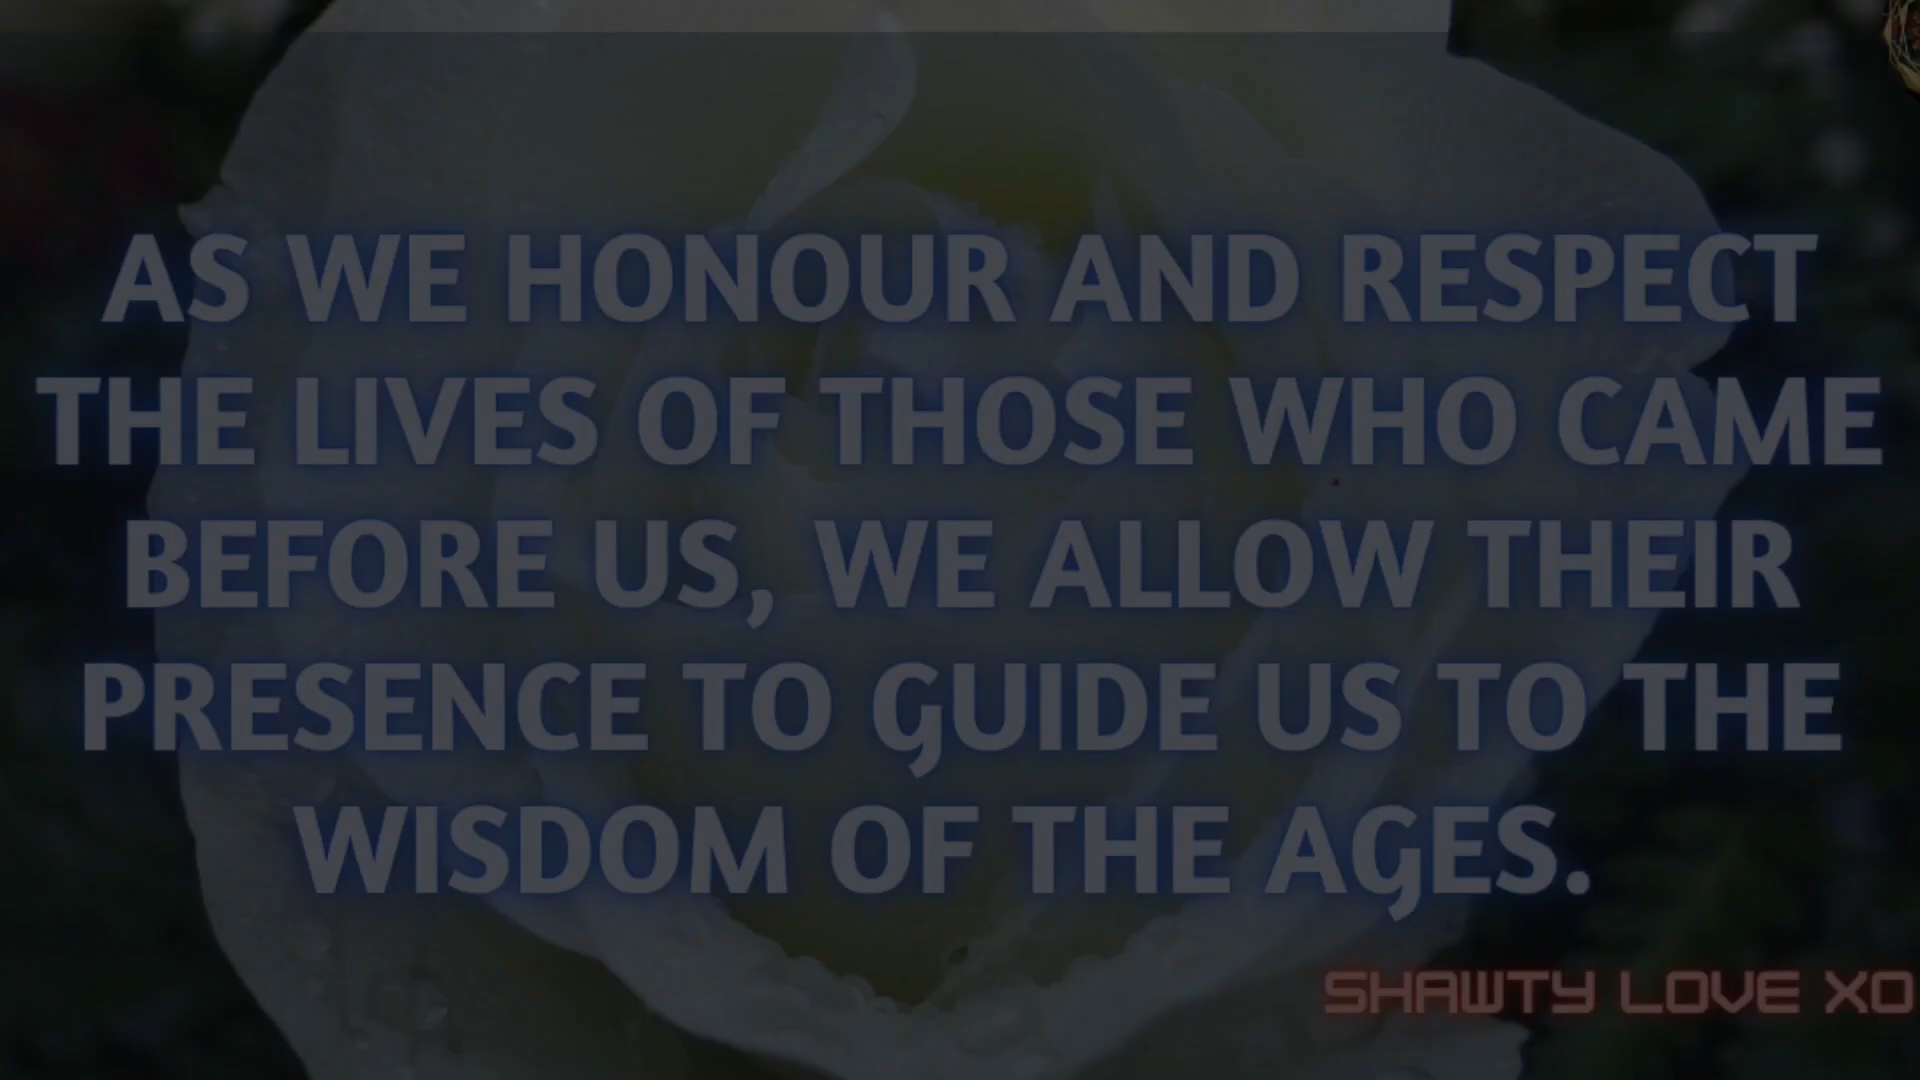 AS WE HONOUR AND RESPECT
THE LIVES OF THOSE WHO CAME
BEFORE US, WE ALLOW THEIR
PRESENCE TO GUIDE US TO THE
WISDOM OF THE AGES.
SHAWTY LOVE XO